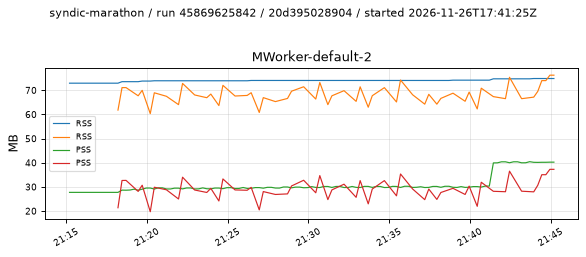 syndic-marathon / run 45869625842 / 20d395028904 / started 2026-11-26T17:41:25Z
MWorker-default-2
MB
70
60
50
40
30
20
RSS
RSS
PSS
PSS
21:15
21:20
21:25
21:30
21:35
21:40
21:45